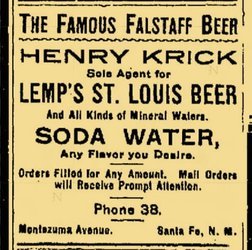 THE FAMOUS FALSTAFF BEER
HENRY KRICK
Sole Agent for
LEMP'S ST. LOUIS BEER
And All Kinds of Mineral Waters.
SODA WATER,
Any Flavor you Desire.
Orders Filled for Any Amount. Mail Orders
will Receive Prompt Attention.
Phone 38.
Montezuma Avenue. Santa Fe, N. M.